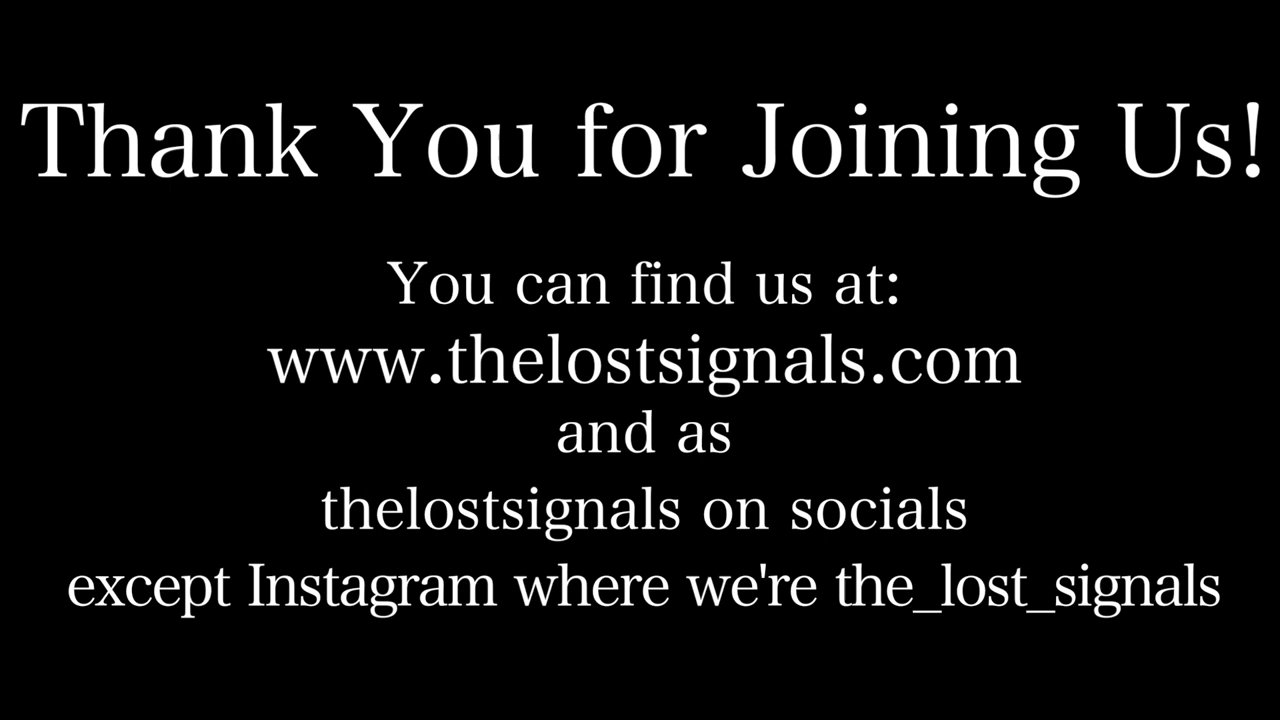 Thank You for Joining Us!
You can find us at:
www.thelostsignals.com
and as
thelostsignals on socials
except Instagram where we're the_lost_signals